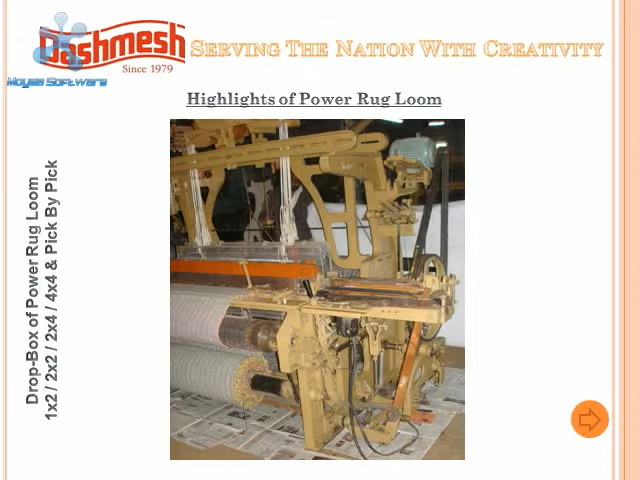 Dashmesh
Since 1979
Moyea Software
Serving The Nation With Creativity
Highlights of Power Rug Loom
Drop-Box of Power Rug Loom
1x2 / 2x2 / 2x4 / 4x4 & Pick By Pick